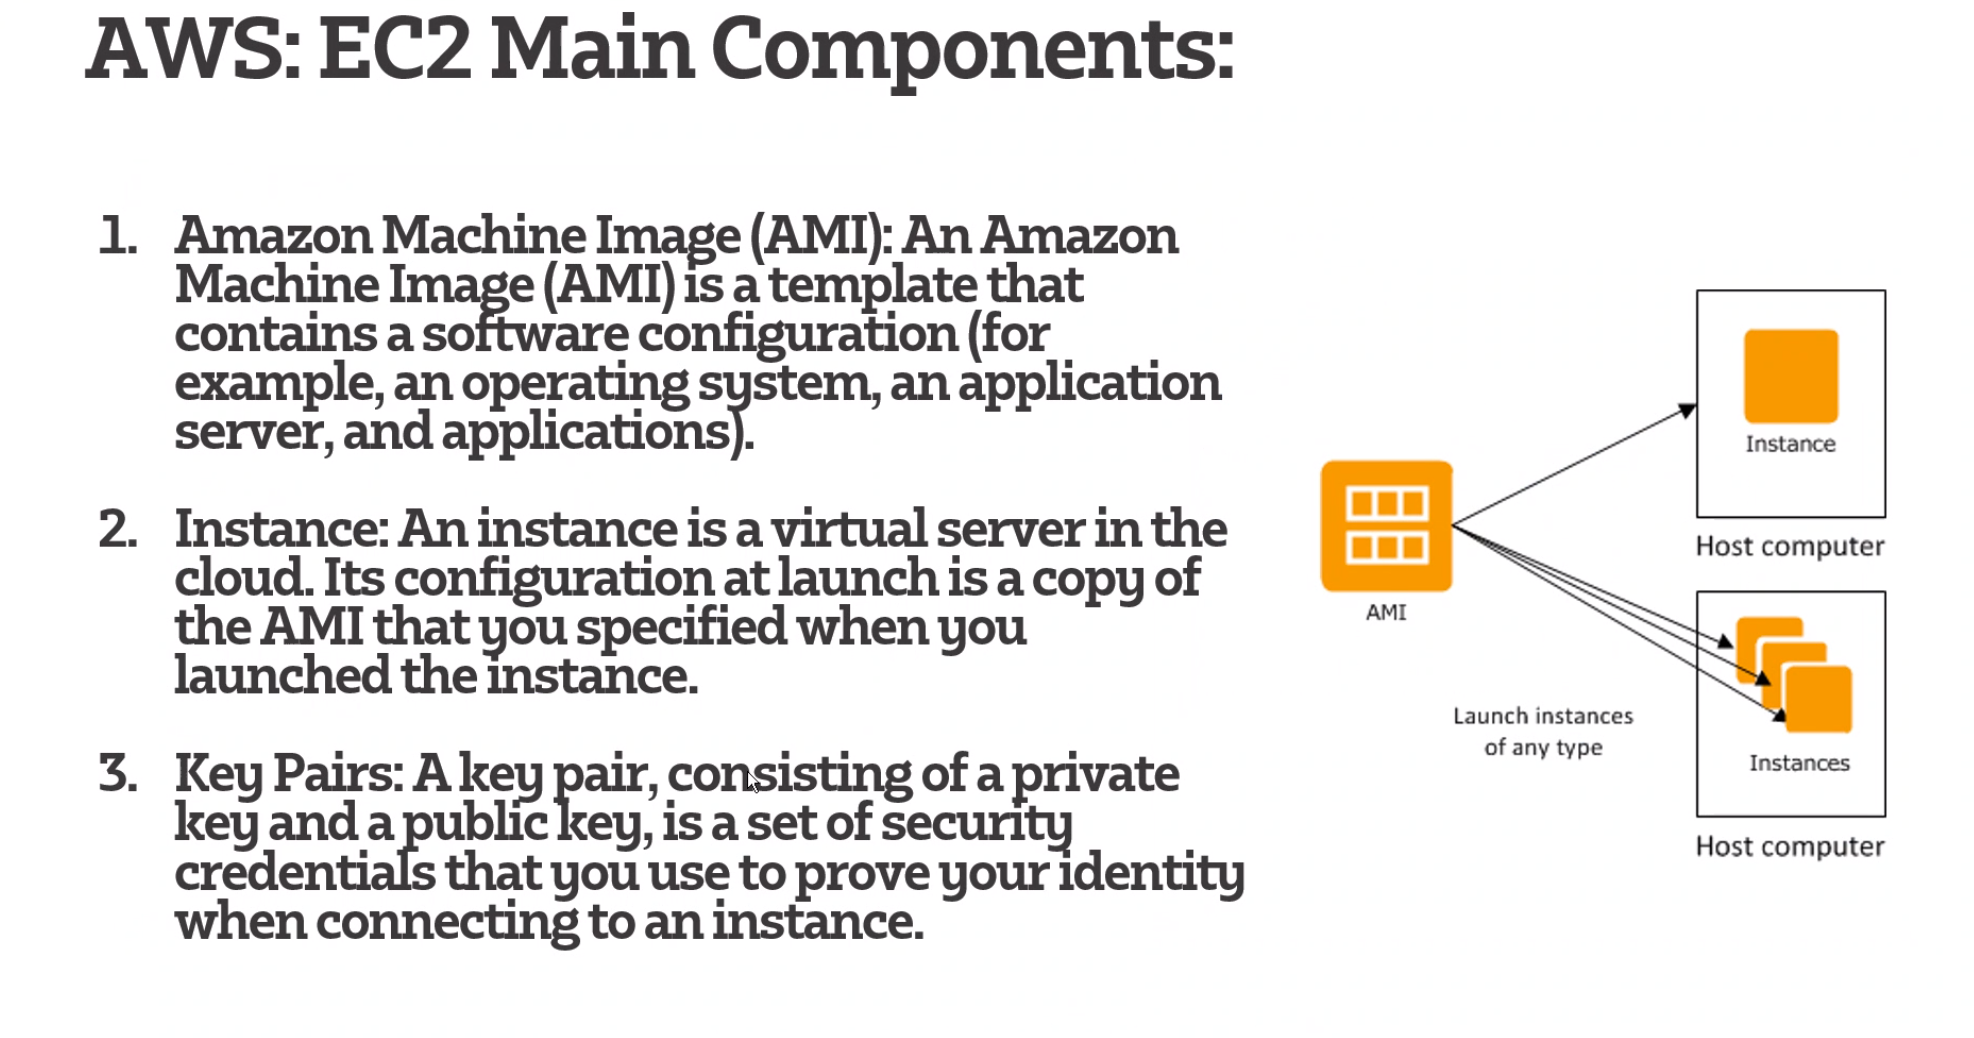 AWS: EC2 Main Components:
1. Amazon Machine Image (AMI): An Amazon
Machine Image (AMI) is a template that
contains a software configuration (for
example, an operating system, an application
server, and applications).
2. Instance: An instance is a virtual server in the
cloud. Its configuration at launch is a copy of
the AMI that you specified when you
launched the instance.
3. Key Pairs: A key pair, consisting of a private
key and a public key, is a set of security
credentials that you use to prove your identity
when connecting to an instance.
AMI
Launch instances
of any type
Instance
Host computer
Instances
Host computer